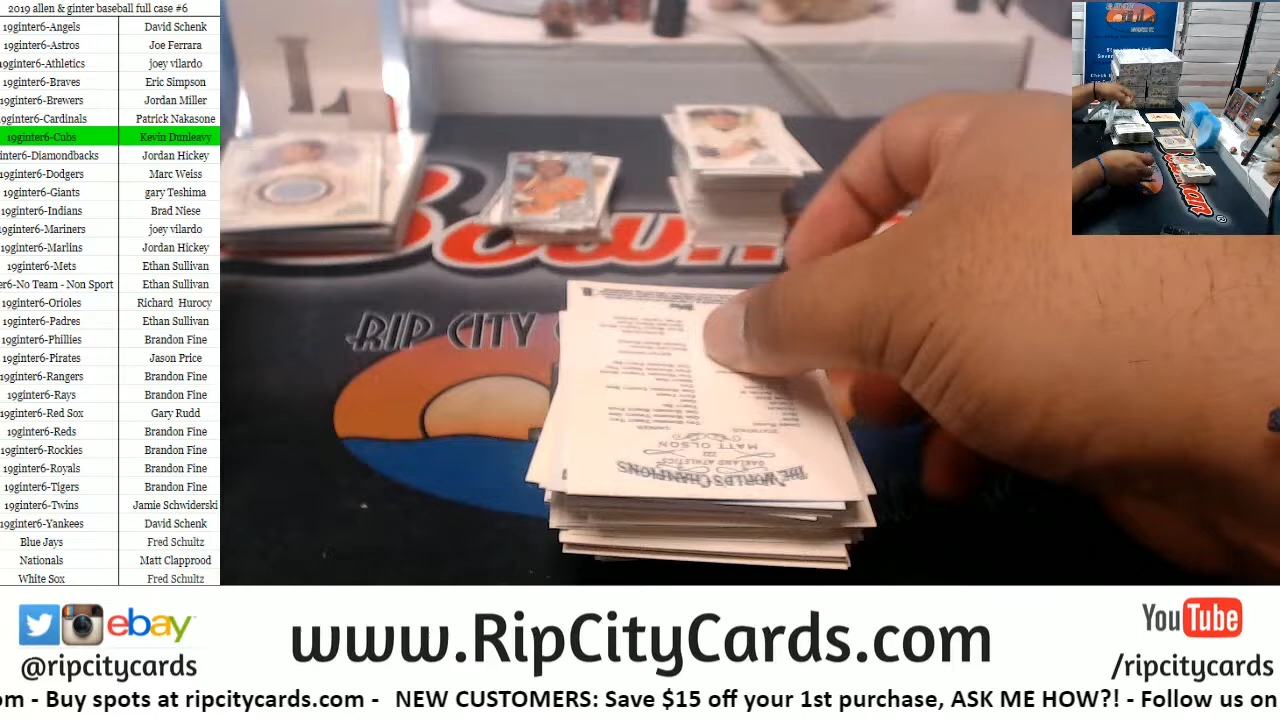 2019 allen & ginter baseball full case #6
19ginter6-Angels David Schenk
19ginter6-Astros Joe Ferrara
19ginter6-Athletics joey vilardo
19ginter6-Braves Eric Simpson
19ginter6-Brewers Jordan Miller
19ginter6-Cardinals Patrick Nakasone
19ginter6-Cubs Kevin Dunleavy
inter6-Diamondbacks Jordan Hickey
19ginter6-Dodgers Marc Weiss
19ginter6-Giants gary Teshima
19ginter6-Indians Brad Niese
19ginter6-Mariners joey vilardo
19ginter6-Marlins Jordan Hickey
19ginter6-Mets Ethan Sullivan
er6-No Team - Non Sport Ethan Sullivan
19ginter6-Orioles Richard Hurocy
19ginter6-Padres Ethan Sullivan
19ginter6-Phillies Brandon Fine
19ginter6-Pirates Jason Price
19ginter6-Rangers Brandon Fine
19ginter6-Rays Brandon Fine
19ginter6-Red Sox Gary Rudd
19ginter6-Reds Brandon Fine
19ginter6-Rockies Brandon Fine
19ginter6-Royals Brandon Fine
19ginter6-Tigers Brandon Fine
19ginter6-Twins Jamie Schwiderski
19ginter6-Yankees David Schenk
Blue Jays Fred Schultz
Nationals Matt Clapprood
White Sox Fred Schultz
L
RIP CITY
THE WORLD'S CHAMPIONS
OAKLAND ATHLETICS
222
MATT OLSON
ebay
@ripcitycards
www.RipCityCards.com
YouTube
/ripcitycards
om - Buy spots at ripcitycards.com - NEW CUSTOMERS: Save $15 off your 1st purchase, ASK ME HOW?! - Follow us on